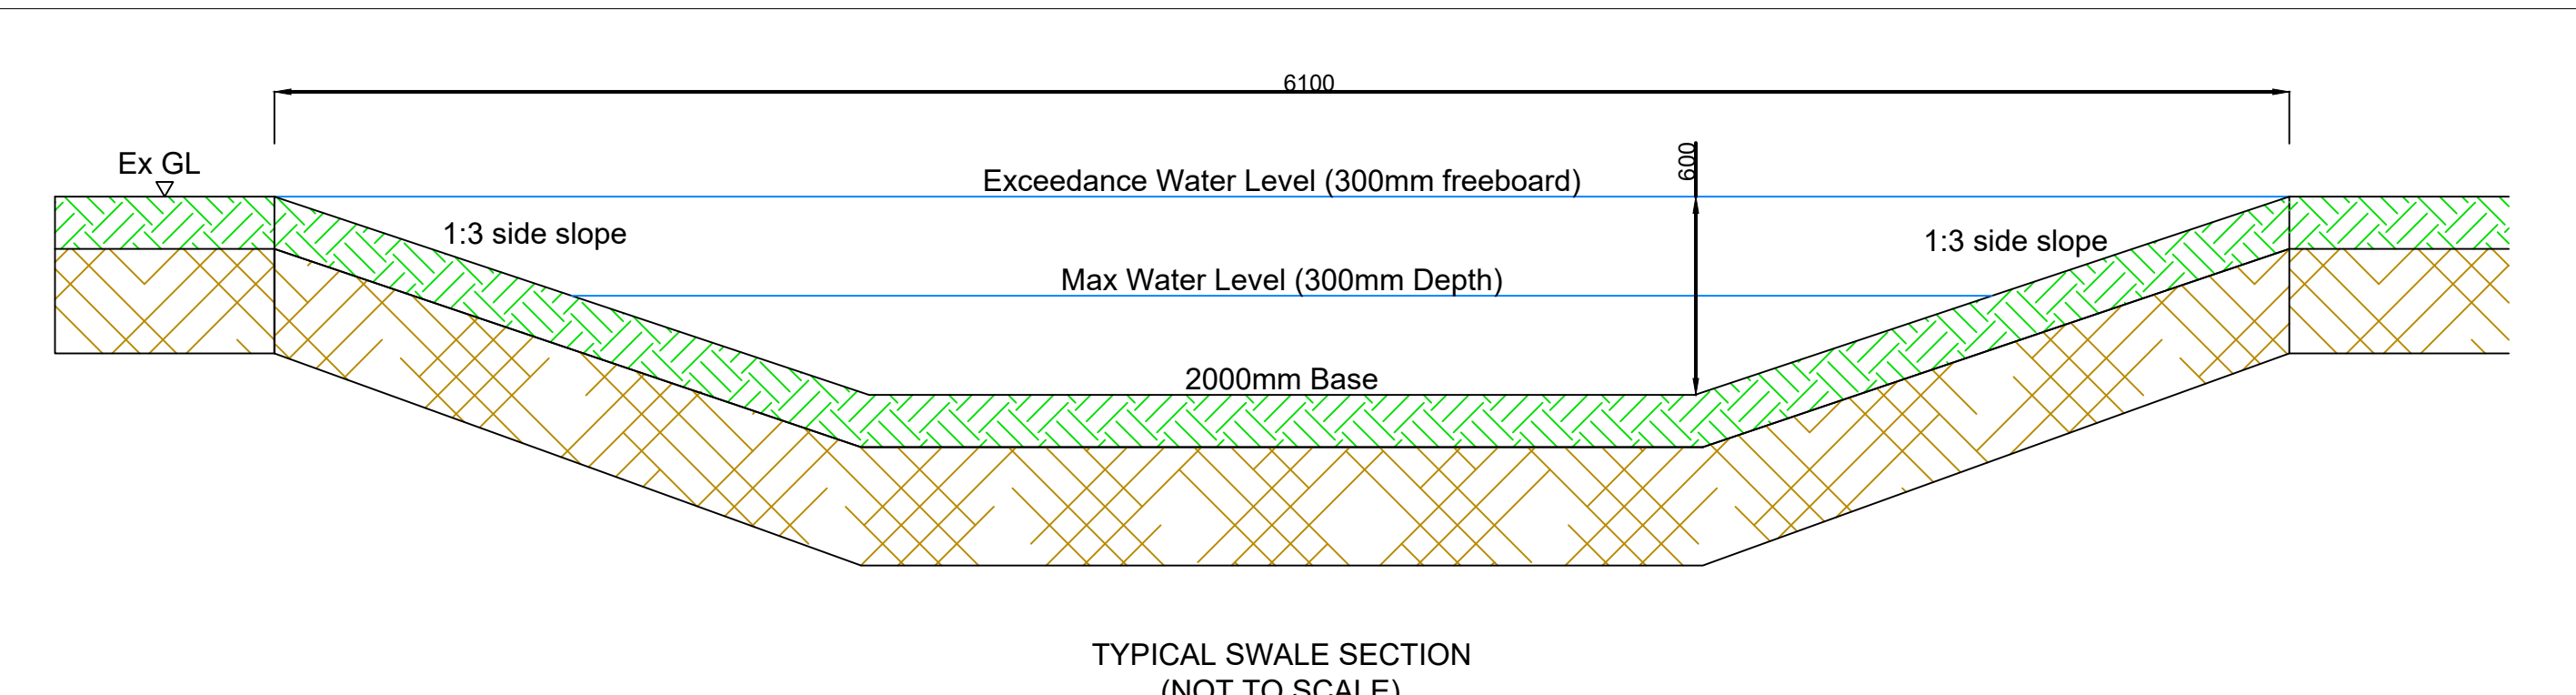 6100
Ex GL
Exceedance Water Level (300mm freeboard)
600
1:3 side slope
1:3 side slope
Max Water Level (300mm Depth)
2000mm Base
TYPICAL SWALE SECTION
(NOT TO SCALE)